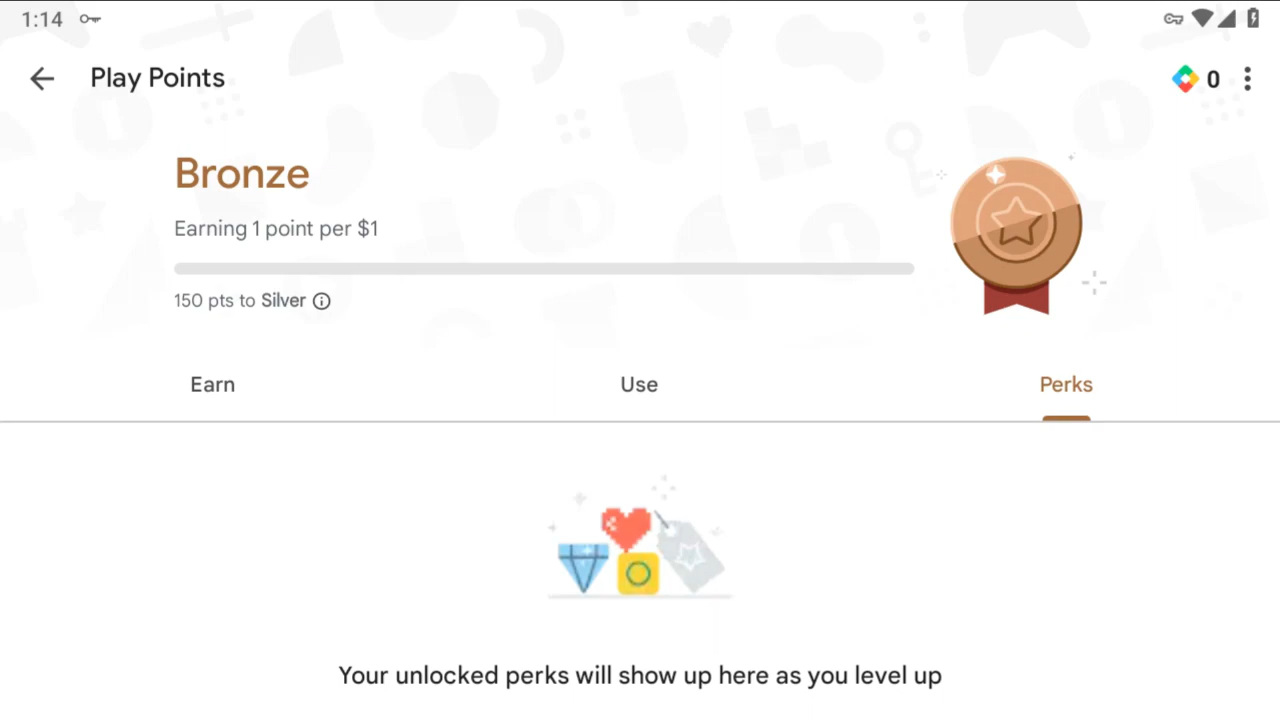 1:14
Play Points
0
Bronze
Earning 1 point per $1
150 pts to Silver
Earn
Use
Perks
Your unlocked perks will show up here as you level up